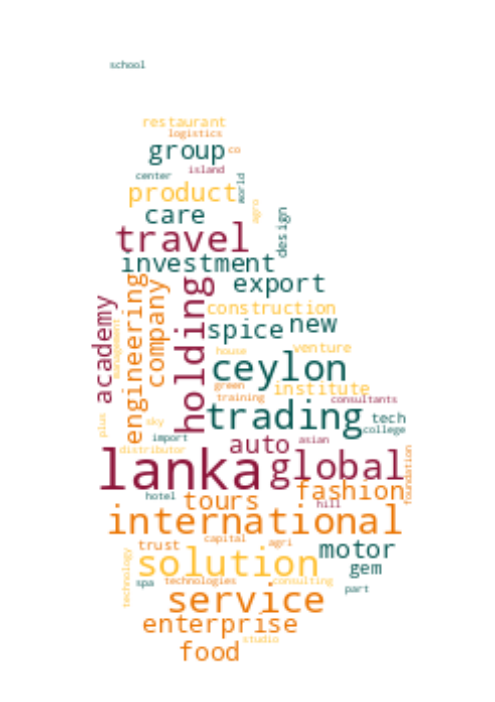 school
restaurant
logistics
group co
island
center
world
product
agro
care
design
travel
investment
export
holding
engineering
company
academy
construction
management
spice new
house
venture
ceylon
green
institute
training
consultants
trading
tech
plus
sky
college
import
auto
asian
distributor
lanka
global
foundation
hotel
tours
fashion
hill
international
capital
trust
agri
motor
solution
technology
gem
spa
technologies
consulting
part
service
enterprise
studio
food